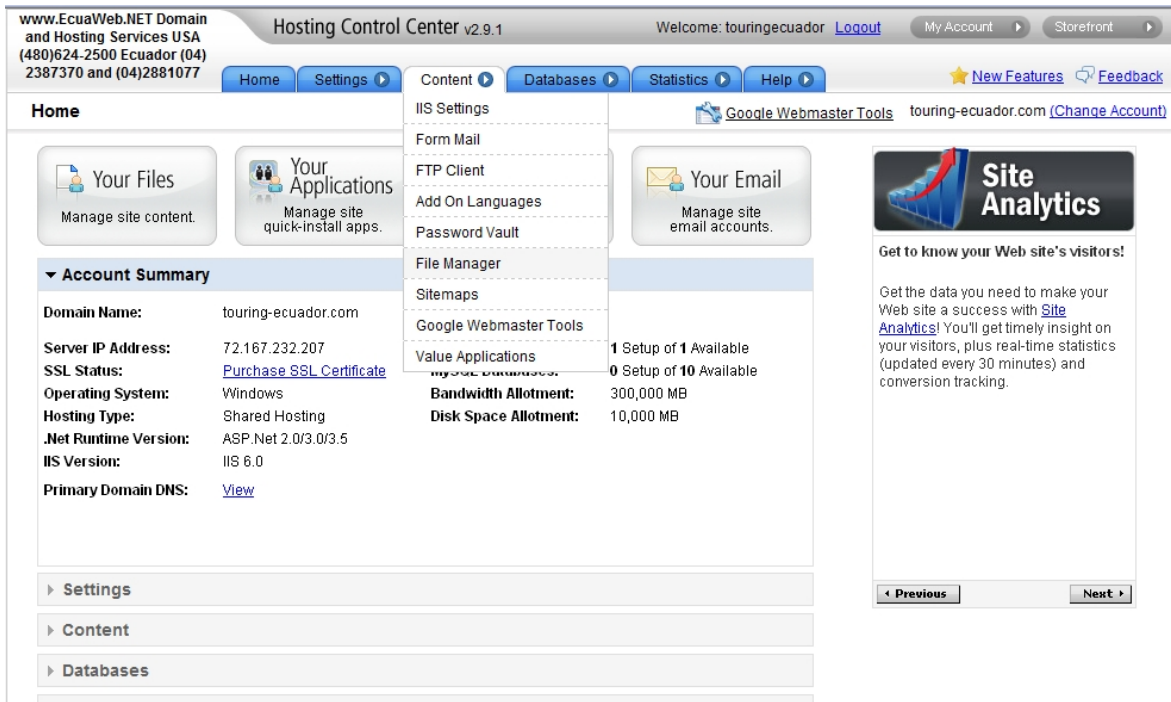 www.EcuaWeb.NET Domain
and Hosting Services USA
(480)624-2500 Ecuador (04)
2387370 and (04)2881077
Hosting Control Center v2.9.1
Welcome: touringecuador Logout
My Account
Storefront
Home
Settings
Content
Databases
Statistics
Help
New Features
Feedback
Home
Google Webmaster Tools
touring-ecuador.com (Change Account)
IIS Settings
Form Mail
FTP Client
Add On Languages
Password Vault
File Manager
Sitemaps
Google Webmaster Tools
Value Applications
Your Files
Manage site content.
Your
Applications
Manage site
quick-install apps.
Your Email
Manage site
email accounts.
Account Summary
Domain Name: touring-ecuador.com
Server IP Address: 72.167.232.207
1 Setup of 1 Available
SSL Status: Purchase SSL Certificate
MySQL Databases: 0 Setup of 10 Available
Operating System: Windows
Bandwidth Allotment: 300,000 MB
Hosting Type: Shared Hosting
Disk Space Allotment: 10,000 MB
.Net Runtime Version: ASP.Net 2.0/3.0/3.5
IIS Version: IIS 6.0
Primary Domain DNS: View
Settings
Content
Databases
Site
Analytics
Get to know your Web site's visitors!
Get the data you need to make your
Web site a success with Site
Analytics! You'll get timely insight on
your visitors, plus real-time statistics
(updated every 30 minutes) and
conversion tracking.
Previous
Next